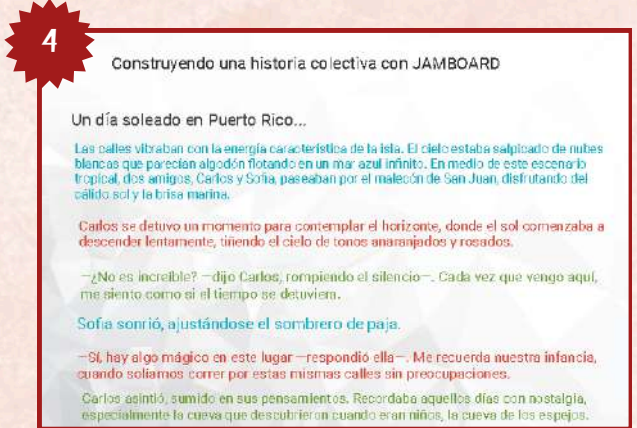 4
Construyendo una historia colectiva con JAMBOARD
Un día soleado en Puerto Rico...
Las calles vibraban con la energía característica de la isla. El cielo estaba salpicado de nubes
blancas que parecían algodón flotando en un mar azul infinito. En medio de este escenario
tropical, dos amigos, Carlos y Sofía, paseaban por el malecón de San Juan, disfrutando del
cálido sol y la brisa marina.
Carlos se detuvo un momento para contemplar el horizonte, donde el sol comenzaba a
descender lentamente, tiñendo el cielo de tonos anaranjados y rosados.
—¿No es increíble? —dijo Carlos, rompiendo el silencio—. Cada vez que vengo aquí,
me siento como si el tiempo se detuviera.
Sofía sonrió, ajustándose el sombrero de paja.
—Sí, hay algo mágico en este lugar —respondió ella—. Me recuerda nuestra infancia,
cuando solíamos correr por estas mismas calles sin preocupaciones.
Carlos asintió, sumido en sus pensamientos. Recordaba aquellos días con nostalgia,
especialmente la cueva que descubrieron cuando eran niños, la cueva de los espejos.